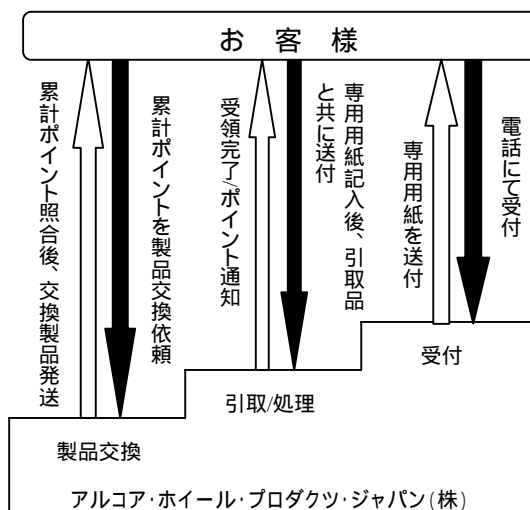 お客様
電話にて受付
専用用紙を送付
専用用紙記入後、引取品
と共に送付
受領完了/ポイント通知
累計ポイントを製品交換依頼
累計ポイント照合後、交換製品発送
受付
引取/処理
製品交換
アルコア・ホイール・プロダクツ・ジャパン(株)